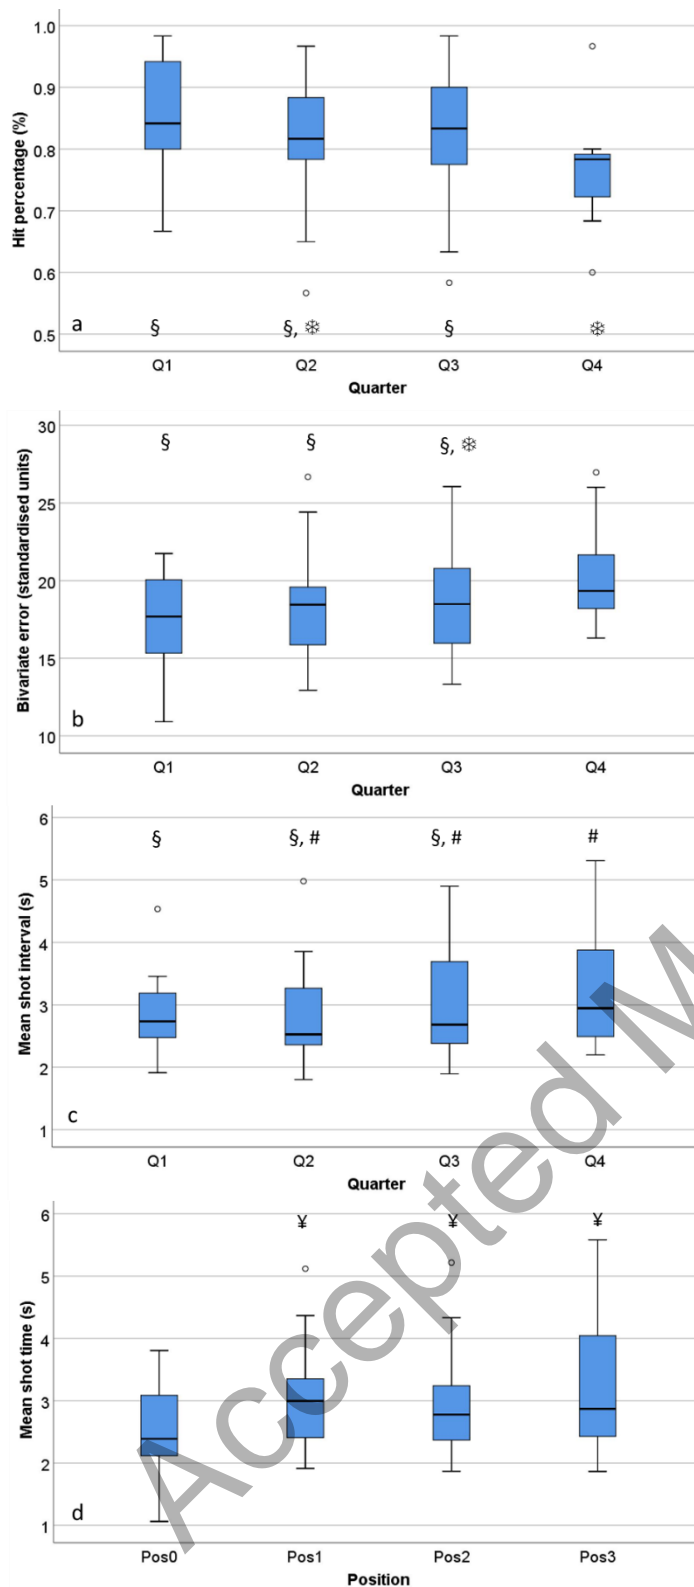 Hit percentage (%)
1.0
0.9
0.8
0.7
0.6
0.5
a
§
§, ❄
§
❄
Q1 Q2 Q3 Q4
Quarter
Bivariate error (standardised units)
30
25
20
15
10
§
§
§, ❄
b
Q1 Q2 Q3 Q4
Quarter
Mean shot interval (s)
6
5
4
3
2
1
§
§, #
§, #
#
c
Q1 Q2 Q3 Q4
Quarter
Mean shot time (s)
6
5
4
3
2
1
¥
¥
¥
d
Pos0 Pos1 Pos2 Pos3
Position
Accepted M